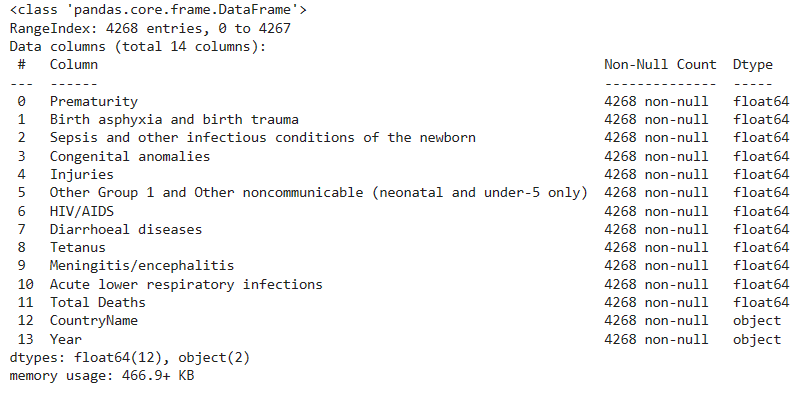 <class 'pandas.core.frame.DataFrame'>
RangeIndex: 4268 entries, 0 to 4267
Data columns (total 14 columns):
 #   Column                                                              Non-Null Count  Dtype
---  ------                                                              --------------  -----
 0   Prematurity                                                         4268 non-null   float64
 1   Birth asphyxia and birth trauma                                     4268 non-null   float64
 2   Sepsis and other infectious conditions of the newborn               4268 non-null   float64
 3   Congenital anomalies                                                4268 non-null   float64
 4   Injuries                                                            4268 non-null   float64
 5   Other Group 1 and Other noncommunicable (neonatal and under-5 only)  4268 non-null   float64
 6   HIV/AIDS                                                            4268 non-null   float64
 7   Diarrhoeal diseases                                                 4268 non-null   float64
 8   Tetanus                                                             4268 non-null   float64
 9   Meningitis/encephalitis                                             4268 non-null   float64
 10  Acute lower respiratory infections                                  4268 non-null   float64
 11  Total Deaths                                                        4268 non-null   float64
 12  CountryName                                                         4268 non-null   object
 13  Year                                                                4268 non-null   object
dtypes: float64(12), object(2)
memory usage: 466.9+ KB